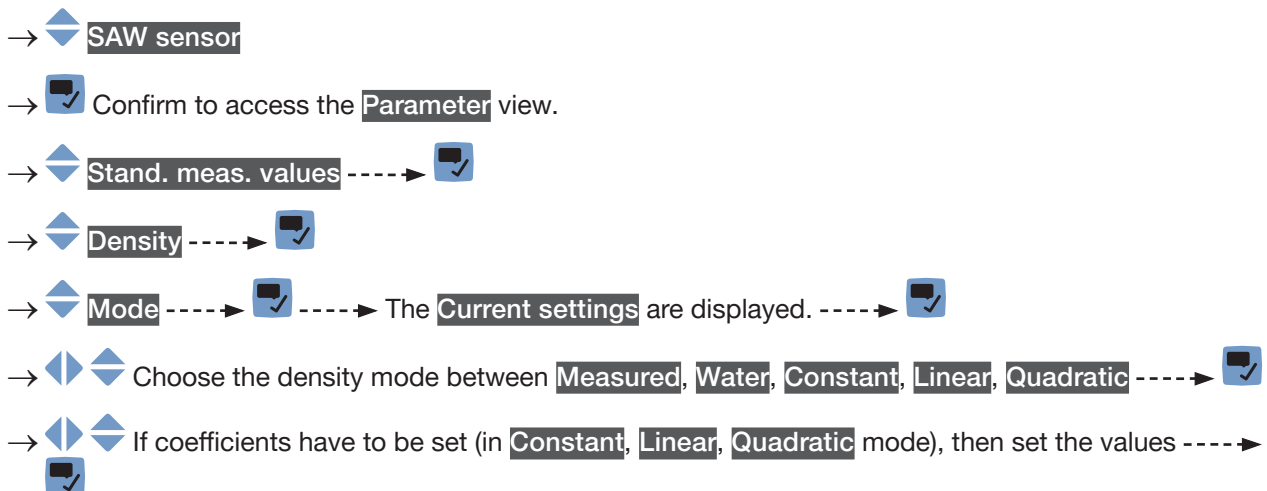 → SAW sensor
→ Confirm to access the Parameter view.
→ Stand. meas. values
→ Density
→ Mode The Current settings are displayed.
→ Choose the density mode between Measured, Water, Constant, Linear, Quadratic
→ If coefficients have to be set (in Constant, Linear, Quadratic mode), then set the values